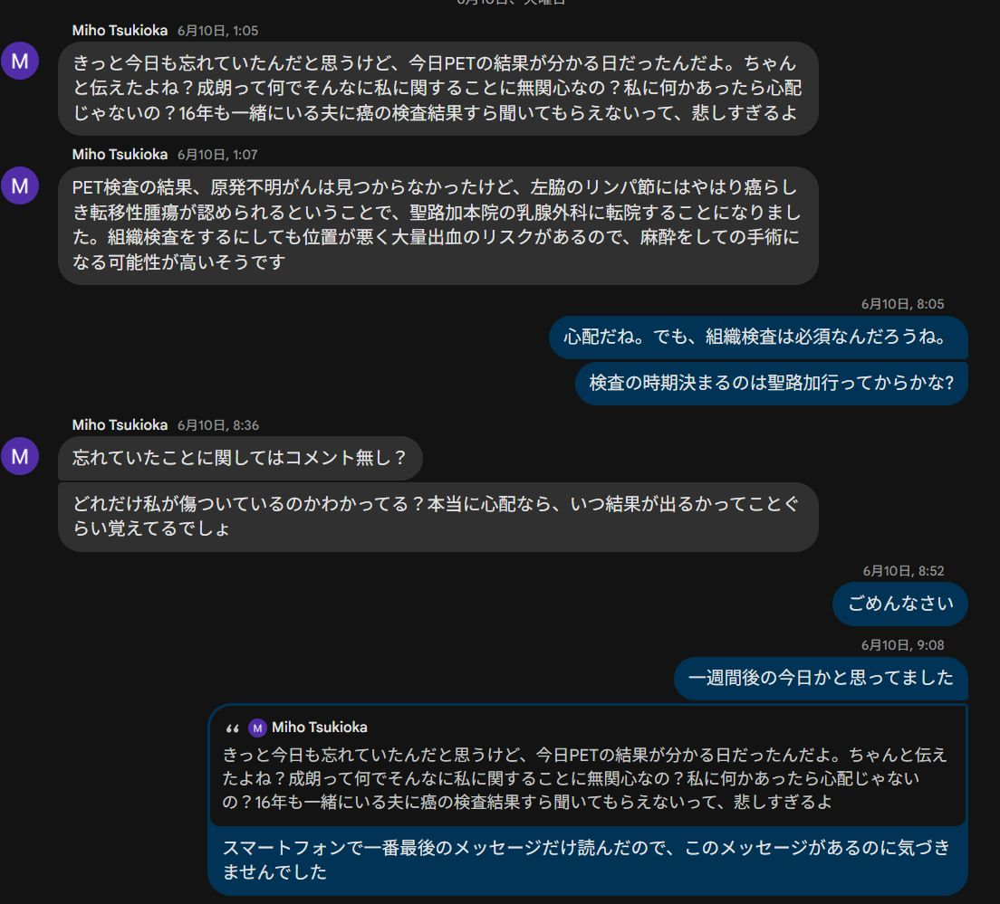 6月10日、火曜日
Miho Tsukioka 6月10日, 1:05
M
きっと今日も忘れていたんだと思うけど、今日PETの結果が分かる日だったんだよ。ちゃん
と伝えたよね？成朗って何でそんなに私に関することに無関心なの？私に何かあったら心配
じゃないの？16年も一緒にいる夫に癌の検査結果すら聞いてもらえないって、悲しすぎるよ
Miho Tsukioka 6月10日, 1:07
M
PET検査の結果、原発不明がんは見つからなかったけど、左脇のリンパ節にはやはり癌らし
き転移性腫瘍が認められるということで、聖路加本院の乳腺外科に転院することになりまし
た。組織検査をするにしても位置が悪く大量出血のリスクがあるので、麻酔をしての手術に
なる可能性が高いそうです
6月10日, 8:05
心配だね。でも、組織検査は必須なんだろうね。
検査の時期決まるのは聖路加行ってからかな?
Miho Tsukioka 6月10日, 8:36
M
忘れていたことに関してはコメント無し？
どれだけ私が傷ついているのかわかってる？本当に心配なら、いつ結果が出るかってことぐ
らい覚えてるでしょ
6月10日, 8:52
ごめんなさい
6月10日, 9:08
一週間後の今日かと思ってました
M Miho Tsukioka
きっと今日も忘れていたんだと思うけど、今日PETの結果が分かる日だったんだよ。ちゃんと伝え
たよね？成朗って何でそんなに私に関することに無関心なの？私に何かあったら心配じゃない
の？16年も一緒にいる夫に癌の検査結果すら聞いてもらえないって、悲しすぎるよ
スマートフォンで一番最後のメッセージだけ読んだので、このメッセージがあるのに気づき
ませんでした